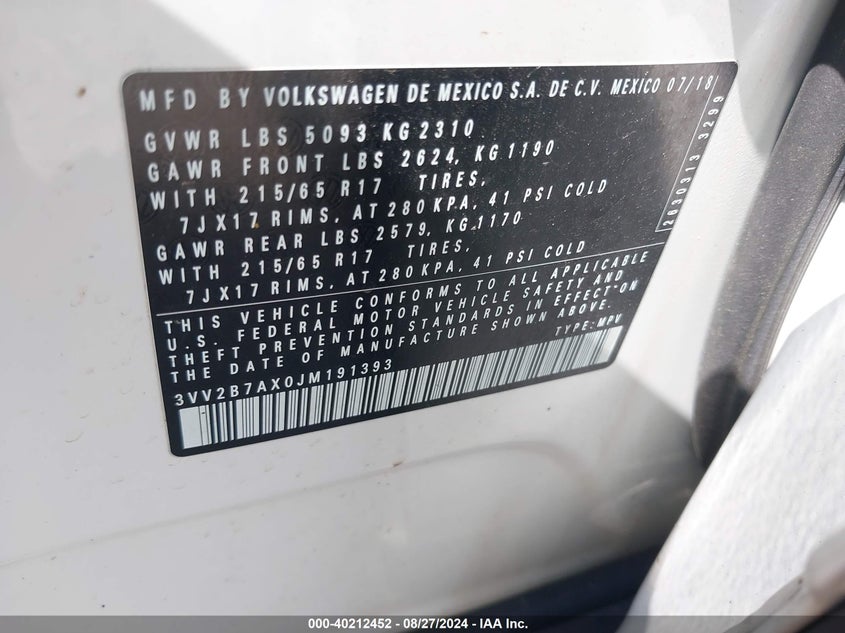 MFD BY VOLKSWAGEN DE MEXICO S.A. DE C.V. MEXICO 07/18
GVWR LBS 5093 KG 2310
GAWR FRONT LBS 2624, KG 1190
WITH 215/65 R17 TIRES,
7JX17 RIMS, AT 280 KPA, 41 PSI COLD
GAWR REAR LBS 2579, KG 1170
WITH 215/65 R17 TIRES,
7JX17 RIMS, AT 280 KPA, 41 PSI COLD
THIS VEHICLE CONFORMS TO ALL APPLICABLE
U.S. FEDERAL MOTOR VEHICLE SAFETY AND
THEFT PREVENTION STANDARDS IN EFFECT ON
THE DATE OF MANUFACTURE SHOWN ABOVE.
TYPE: MPV
3VV2B7AX0JM191393
2630313 3299
000-40212452 - 08/27/2024 - IAA Inc.